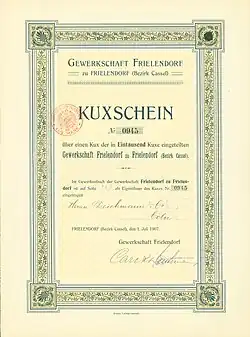 GEWERKSCHAFT FRIELENDORF
ZU FRIELENDORF (BEZIRK CASSEL)
KUXSCHEIN
№ 0945
über einen Kux der in Eintausend Kuxe eingeteilten
Gewerkschaft Frielendorf zu Frielendorf (Bezirk Cassel).
Im Gewerkenbuch der Gewerkschaft Frielendorf zu Frielen-
dorf ist auf Seite als Eigentümer des Kuxes № 0945
eingetragen
Herr
FRIELENDORF (Bezirk Cassel), den 1. Juli 1907.
Gewerkschaft Frielendorf